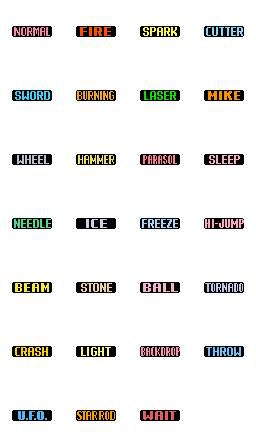 NORMAL FIRE SPARK CUTTER
SWORD BURNING LASER MIKE
WHEEL HAMMER PARASOL SLEEP
NEEDLE ICE FREEZE HI-JUMP
BEAM STONE BALL TORNADO
CRASH LIGHT BACKDROP THROW
U.F.O. STARROD WAIT